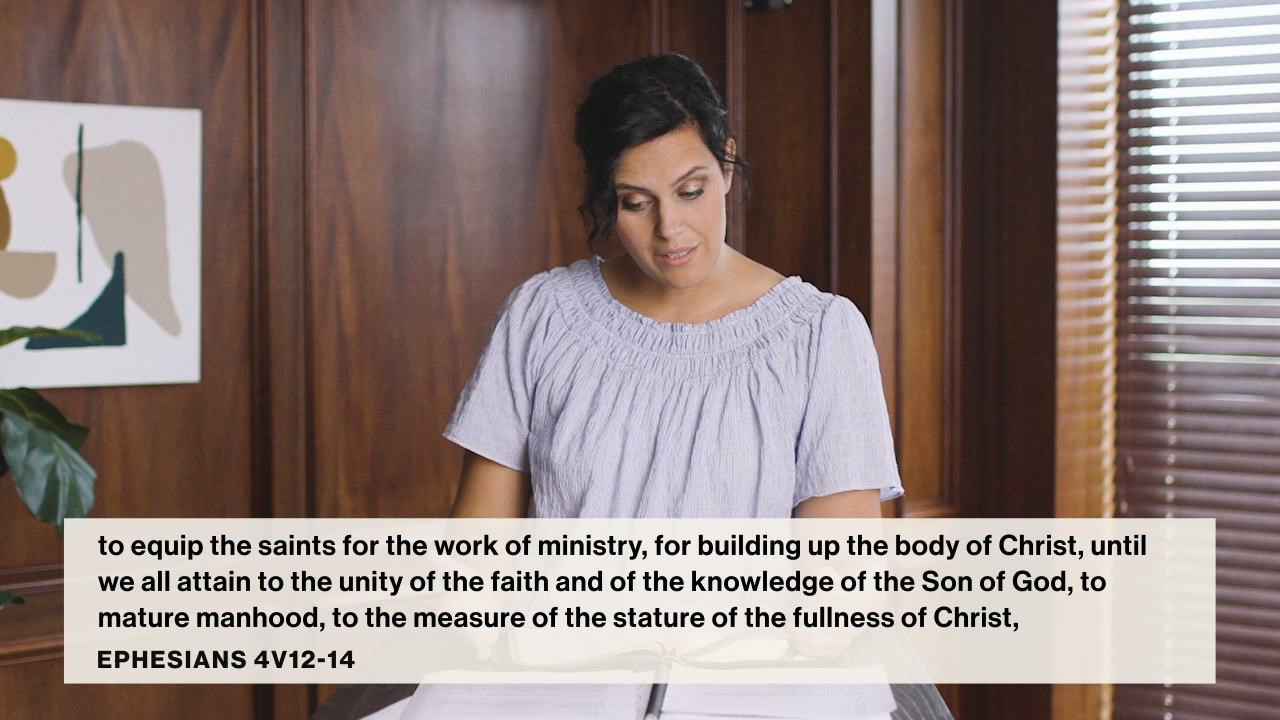 to equip the saints for the work of ministry, for building up the body of Christ, until
we all attain to the unity of the faith and of the knowledge of the Son of God, to
mature manhood, to the measure of the stature of the fullness of Christ,
EPHESIANS 4V12-14